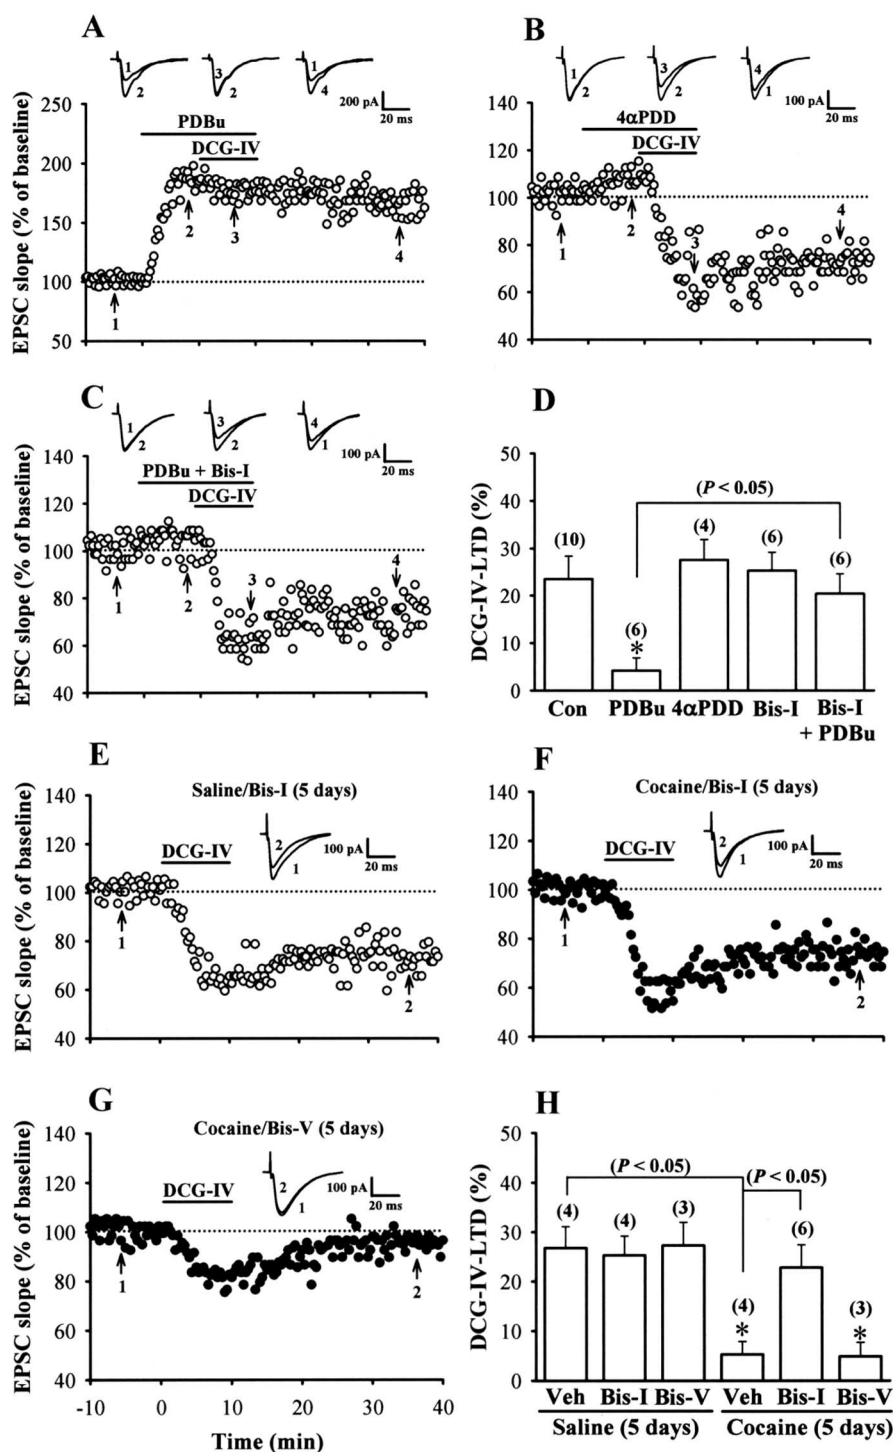 A
1
2
3
2
1
4
200 pA
20 ms
PDBu
DCG-IV
EPSC slope (% of baseline)
250
200
150
100
50
1
2
3
4
B
1
2
3
2
4
1
100 pA
20 ms
4αPDD
DCG-IV
140
120
100
80
60
40
1
2
3
4
C
1
2
3
2
4
1
100 pA
20 ms
PDBu + Bis-I
DCG-IV
EPSC slope (% of baseline)
140
120
100
80
60
40
1
2
3
4
D
DCG-IV-LTD (%)
50
40
30
20
10
0
(P < 0.05)
(10)
(6)
*
(4)
(6)
(6)
Con PDBu 4αPDD Bis-I Bis-I
+ PDBu
E
Saline/Bis-I (5 days)
DCG-IV
2
1
100 pA
20 ms
EPSC slope (% of baseline)
140
120
100
80
60
40
1
2
F
Cocaine/Bis-I (5 days)
DCG-IV
2
1
100 pA
20 ms
140
120
100
80
60
40
1
2
G
Cocaine/Bis-V (5 days)
DCG-IV
2
1
100 pA
20 ms
EPSC slope (% of baseline)
140
120
100
80
60
40
1
2
-10 0 10 20 30 40
Time (min)
H
DCG-IV-LTD (%)
50
40
30
20
10
0
(P < 0.05)
(P < 0.05)
(4)
(4)
(3)
(4)
*
(6)
(3)
*
Veh Bis-I Bis-V Veh Bis-I Bis-V
Saline (5 days) Cocaine (5 days)